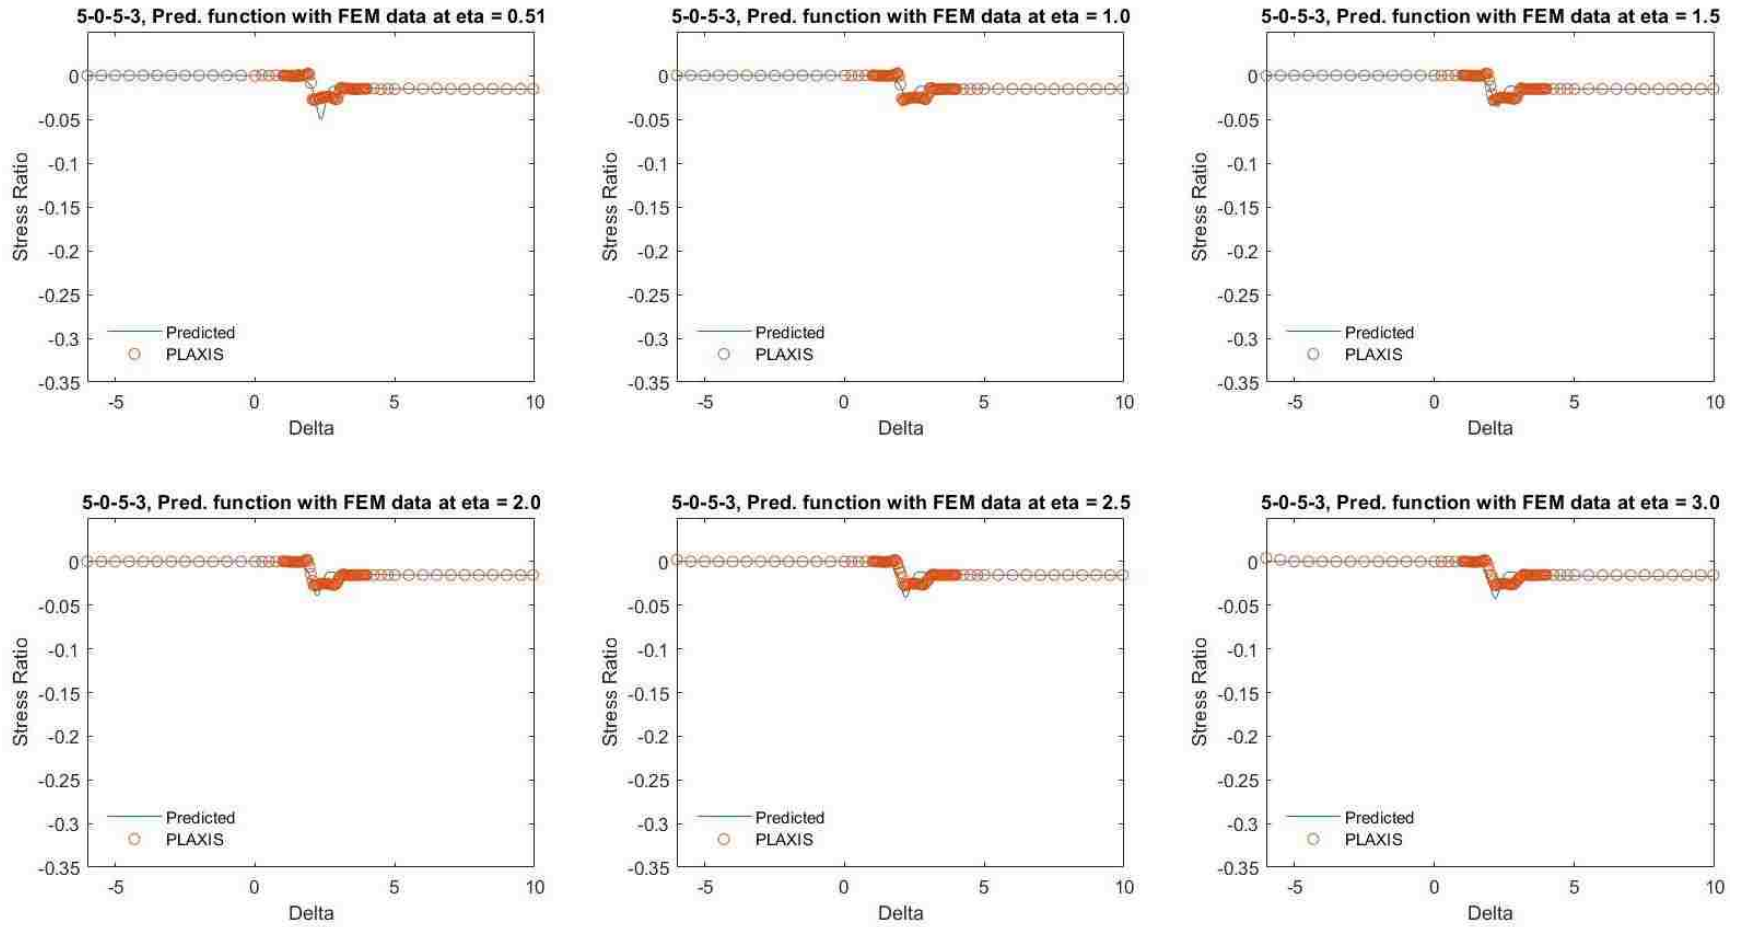 5-0-5-3, Pred. function with FEM data at eta = 0.51
0
-0.05
-0.1
-0.15
-0.2
-0.25
-0.3
-0.35
Stress Ratio
Predicted
PLAXIS
-5
0
5
10
Delta
5-0-5-3, Pred. function with FEM data at eta = 1.0
0
-0.05
-0.1
-0.15
-0.2
-0.25
-0.3
-0.35
Stress Ratio
Predicted
PLAXIS
-5
0
5
10
Delta
5-0-5-3, Pred. function with FEM data at eta = 1.5
0
-0.05
-0.1
-0.15
-0.2
-0.25
-0.3
-0.35
Stress Ratio
Predicted
PLAXIS
-5
0
5
10
Delta
5-0-5-3, Pred. function with FEM data at eta = 2.0
0
-0.05
-0.1
-0.15
-0.2
-0.25
-0.3
-0.35
Stress Ratio
Predicted
PLAXIS
-5
0
5
10
Delta
5-0-5-3, Pred. function with FEM data at eta = 2.5
0
-0.05
-0.1
-0.15
-0.2
-0.25
-0.3
-0.35
Stress Ratio
Predicted
PLAXIS
-5
0
5
10
Delta
5-0-5-3, Pred. function with FEM data at eta = 3.0
0
-0.05
-0.1
-0.15
-0.2
-0.25
-0.3
-0.35
Stress Ratio
Predicted
PLAXIS
-5
0
5
10
Delta